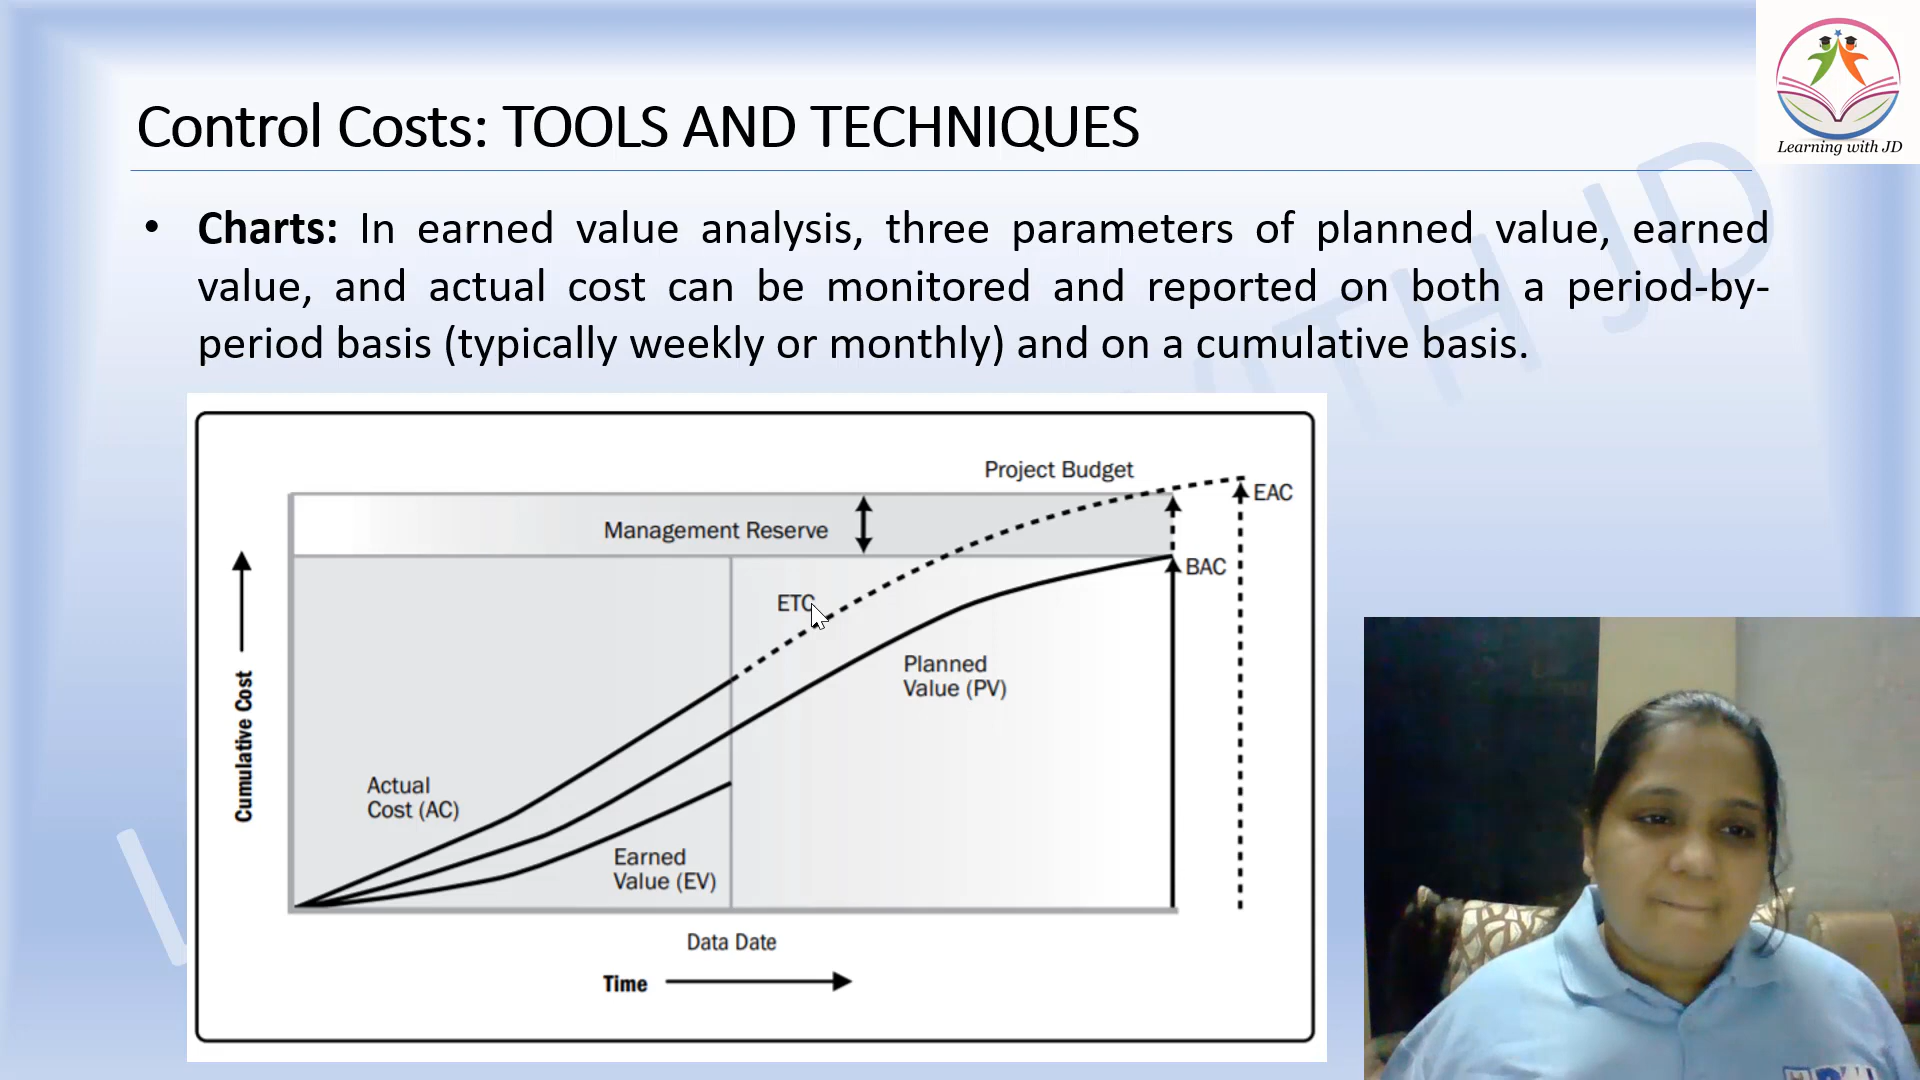 Control Costs: TOOLS AND TECHNIQUES
Learning with JD
• Charts: In earned value analysis, three parameters of planned value, earned
value, and actual cost can be monitored and reported on both a period-by-
period basis (typically weekly or monthly) and on a cumulative basis.
Project Budget
EAC
Management Reserve
BAC
ETC
Planned
Value (PV)
Cumulative Cost
Actual
Cost (AC)
Earned
Value (EV)
Data Date
Time
WITH JD